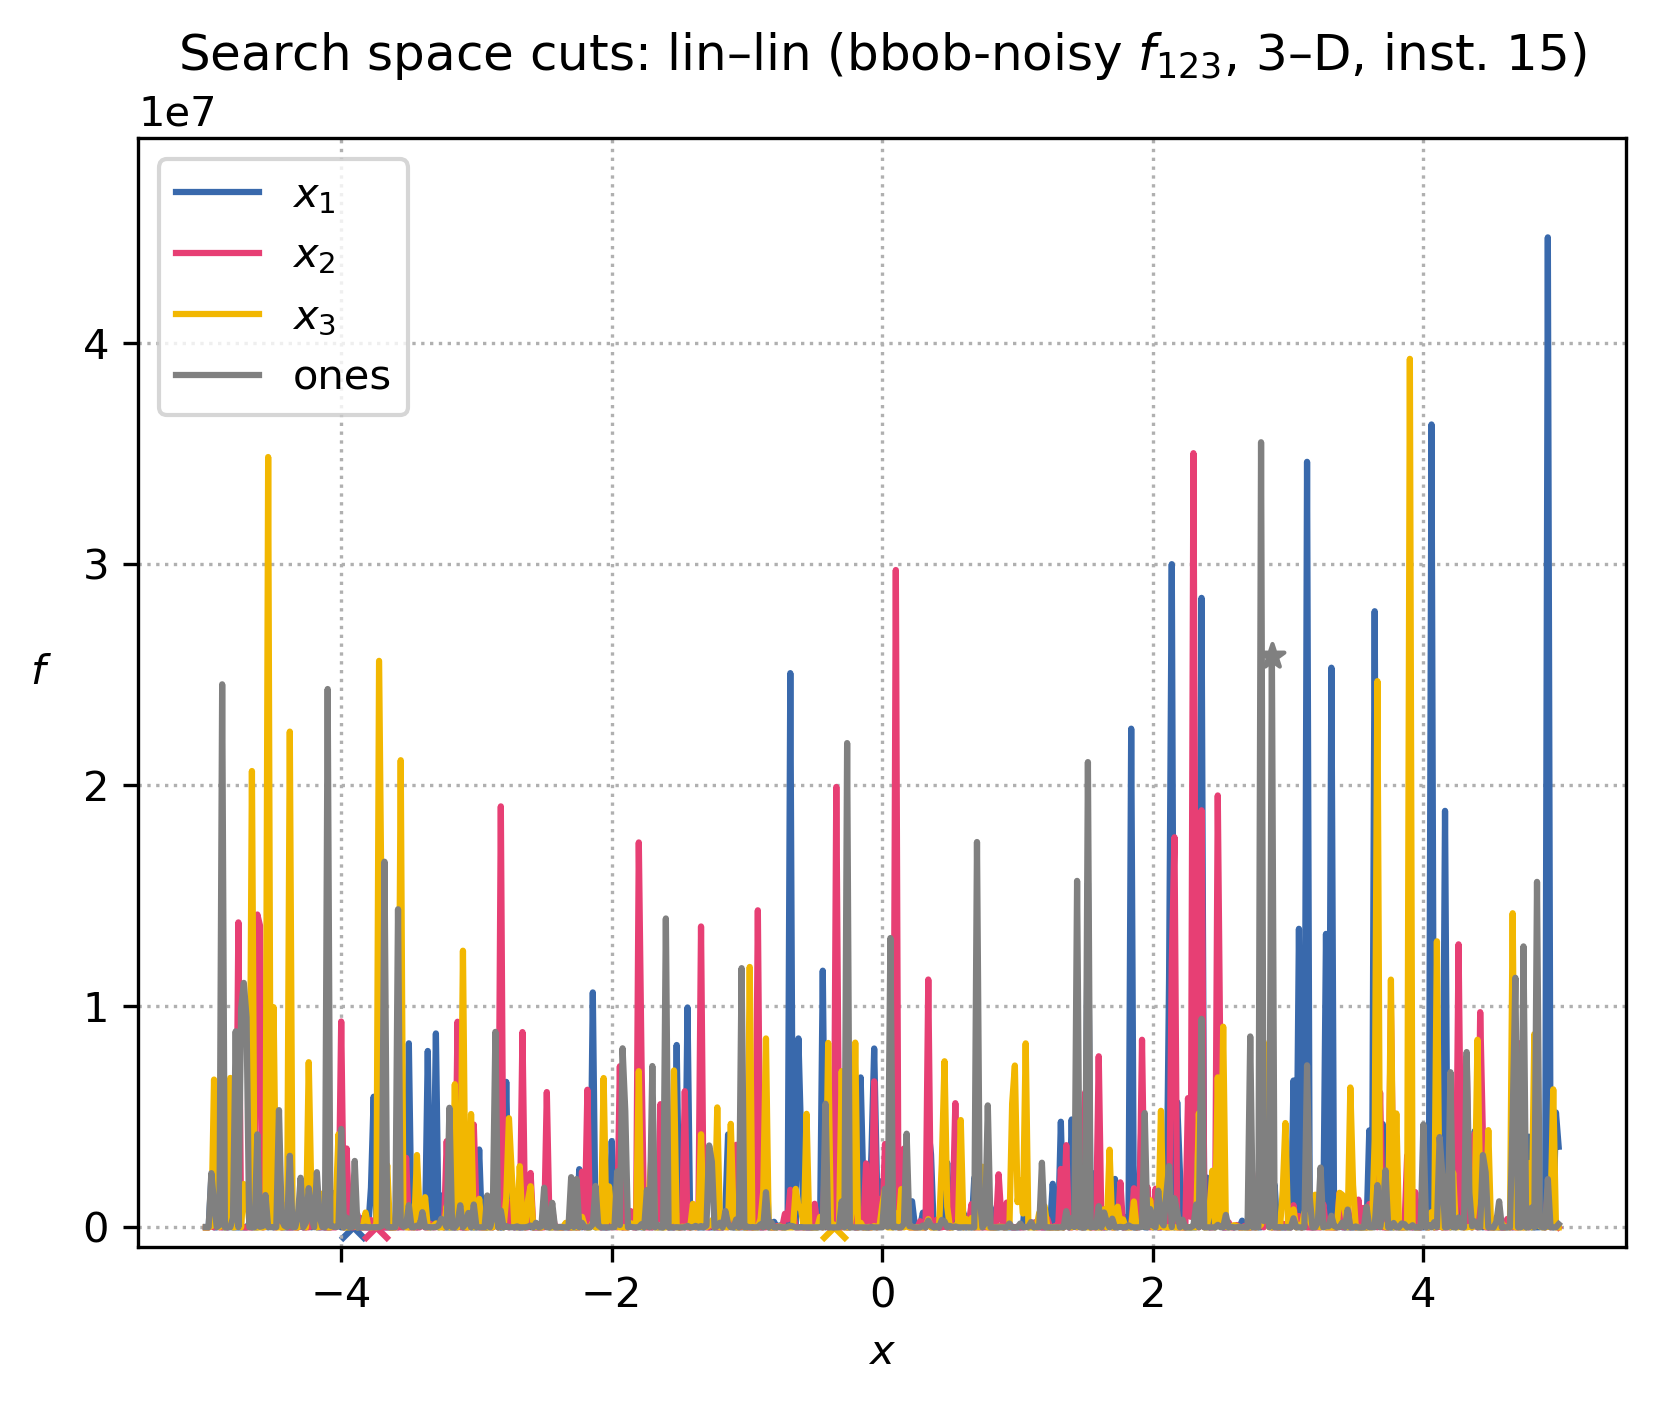 Search space cuts: lin–lin (bbob-noisy f₁₂₃, 3–D, inst. 15)
1e7
x₁
x₂
x₃
ones
4
3
f
2
1
0
−4 −2 0 2 4
x